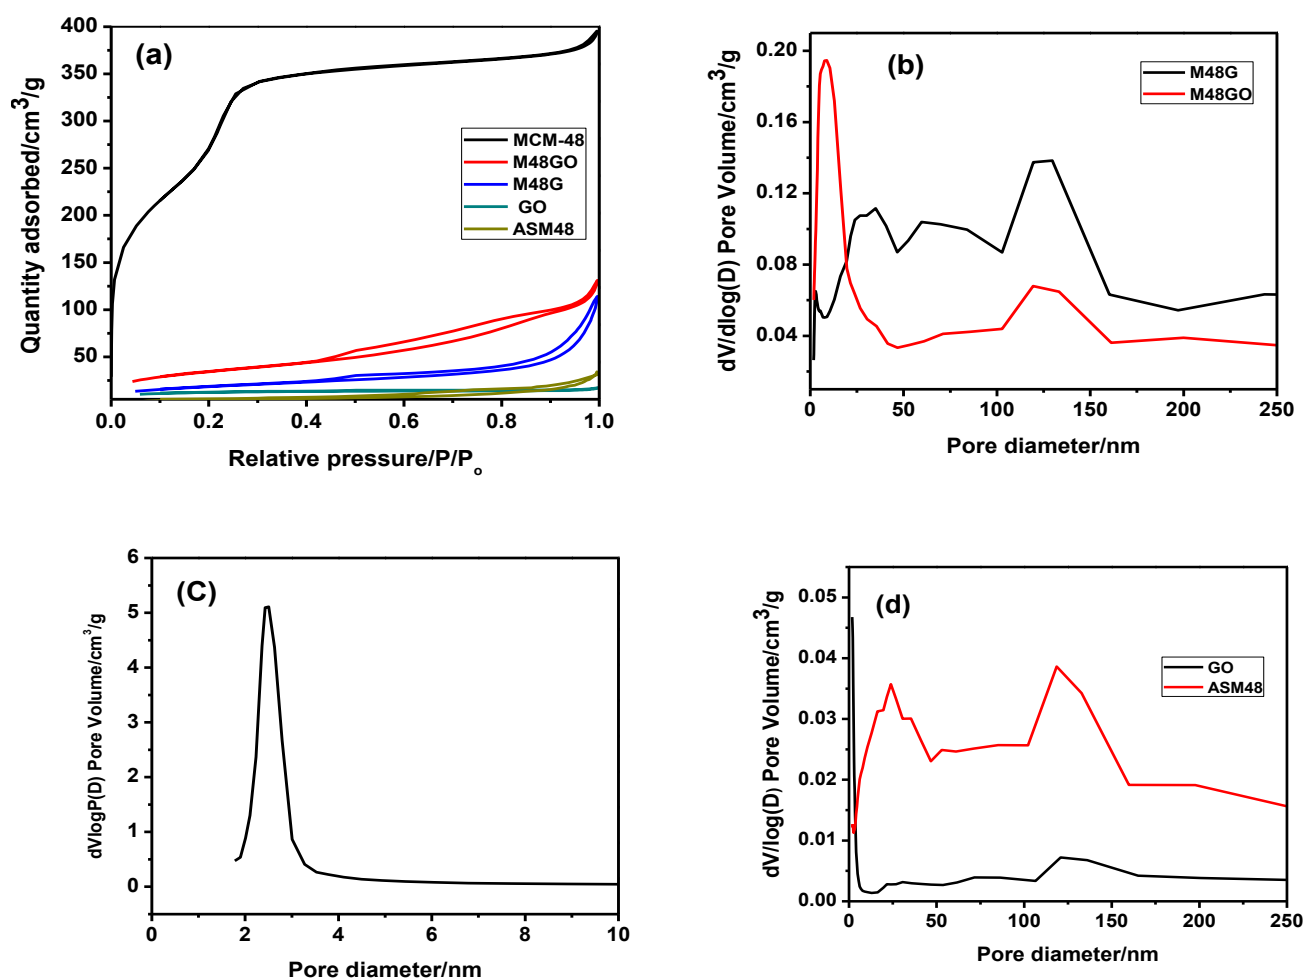 (a)
Quantity adsorbed/cm3/g
400
350
300
250
200
150
100
50
MCM-48
M48GO
M48G
GO
ASM48
0.0 0.2 0.4 0.6 0.8 1.0
Relative pressure/P/Po
(b)
dV/dlog(D) Pore Volume/cm3/g
0.20
0.16
0.12
0.08
0.04
M48G
M48GO
0 50 100 150 200 250
Pore diameter/nm
(C)
dVlogP(D) Pore Volume/cm3/g
6
5
4
3
2
1
0
0 2 4 6 8 10
Pore diameter/nm
(d)
dV/log(D) Pore Volume/cm3/g
0.05
0.04
0.03
0.02
0.01
0.00
GO
ASM48
0 50 100 150 200 250
Pore diameter/nm